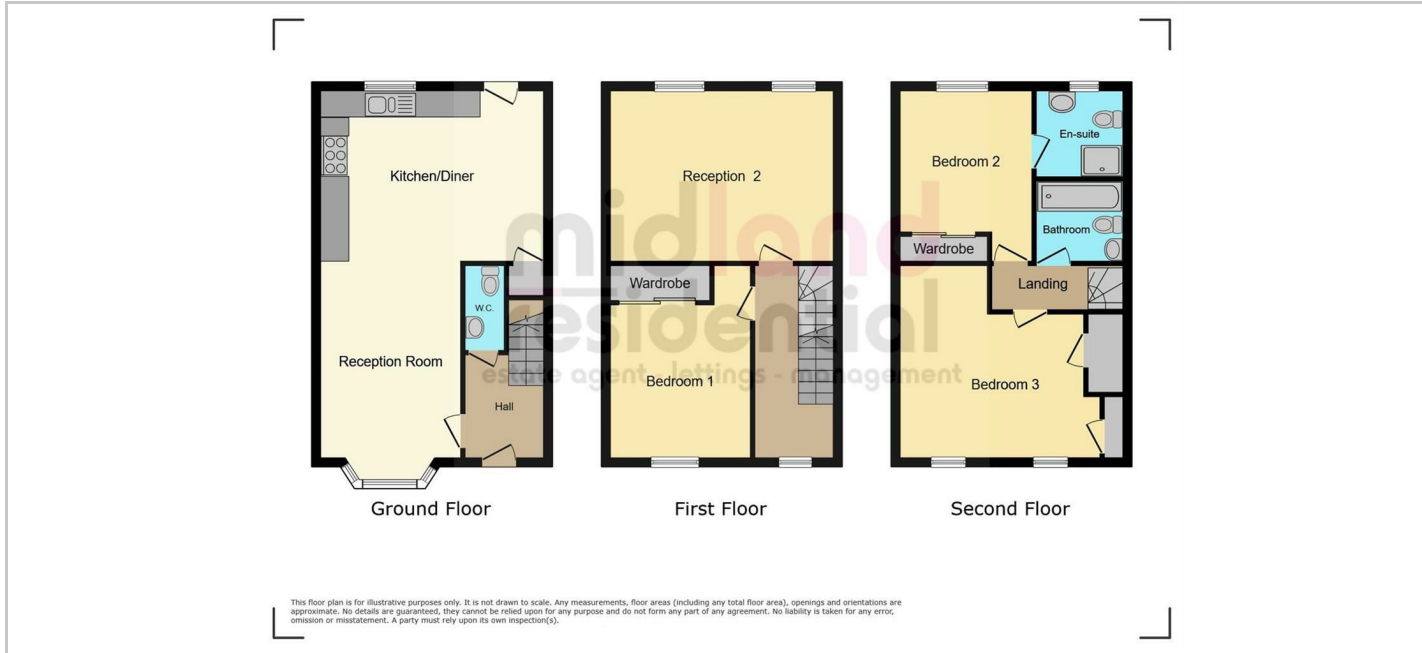 Kitchen/Diner
W.C.
Reception Room
Hall
Ground Floor
Reception 2
Wardrobe
Bedroom 1
First Floor
Bedroom 2
En-suite
Bathroom
Wardrobe
Landing
Bedroom 3
Second Floor
midland
residential
estate agent - lettings - management
This floor plan is for illustrative purposes only. It is not drawn to scale. Any measurements, floor areas (including any total floor area), openings and orientations are
approximate. No details are guaranteed, they cannot be relied upon for any purpose and do not form any part of any agreement. No liability is taken for any error,
omission or misstatement. A party must rely upon its own inspection(s).